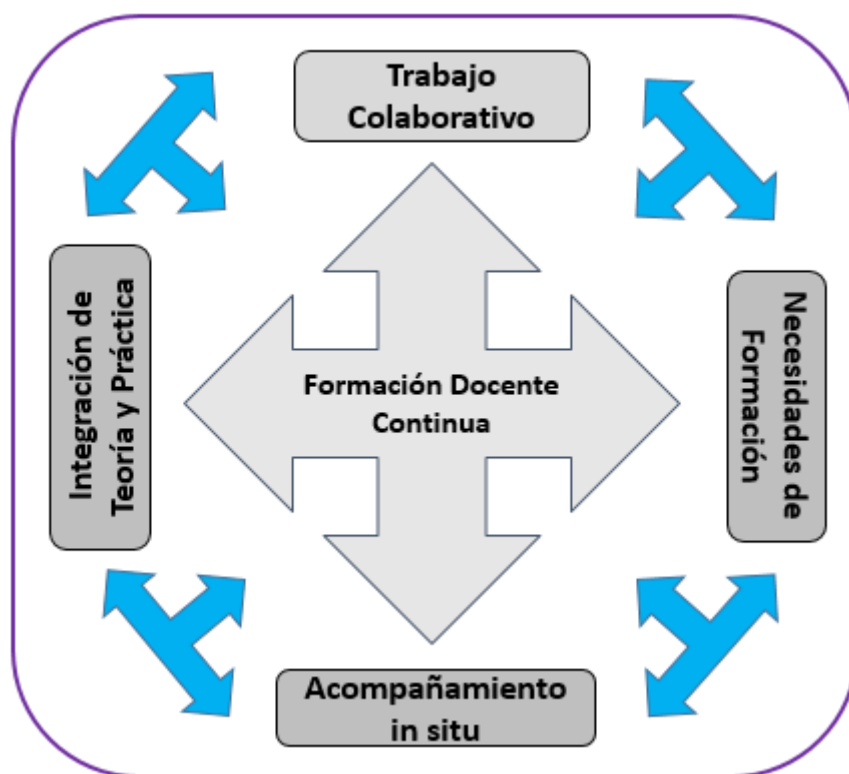 Trabajo
Colaborativo
Integración de
Teoría y Práctica
Formación Docente
Continua
Necesidades de
Formación
Acompañamiento
in situ